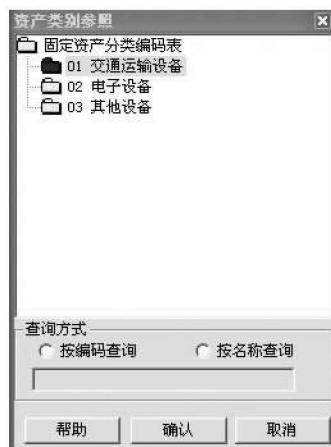 资产类别参照
固定资产分类编码表
01 交通运输设备
02 电子设备
03 其他设备
查询方式
按编码查询 按名称查询
帮助 确认 取消